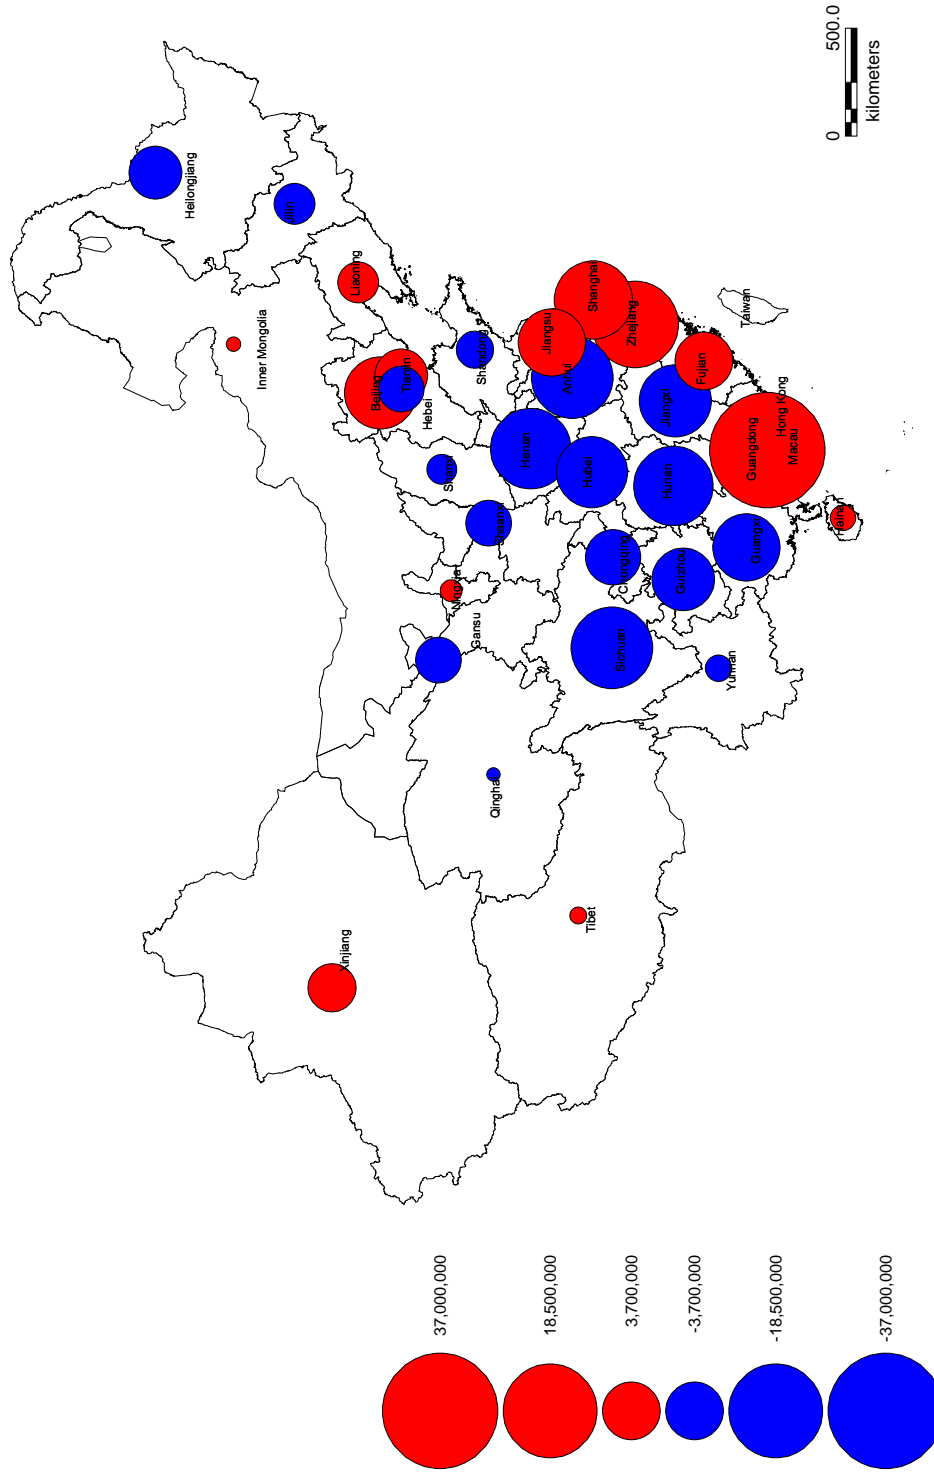 Heilongjiang
Jilin
Liaoning
Inner Mongolia
Beijing
Tianjin
Hebei
Shandong
Shanxi
Shaanxi
Ningxia
Gansu
Qinghai
Xinjiang
Tibet
Jiangsu
Shanghai
Zhejiang
Anhui
Henan
Hubei
Chongqing
Sichuan
Hunan
Jiangxi
Fujian
Taiwan
Guizhou
Yunnan
Guangxi
Guangdong
Hong Kong
Macau
Hainan
0 500.0
kilometers
37,000,000
18,500,000
3,700,000
-3,700,000
-18,500,000
-37,000,000